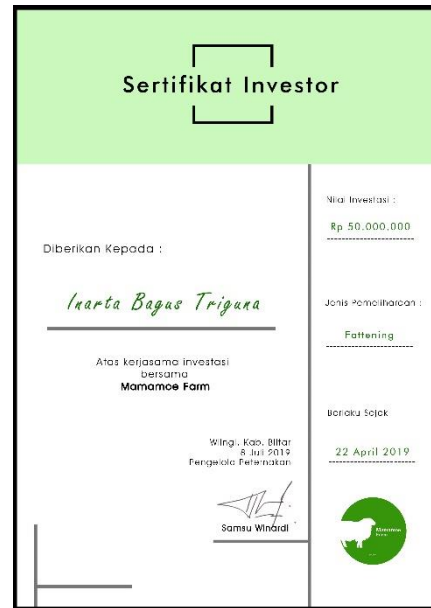 Sertifikat Investor
Diberikan Kepada :
Inarta Bagus Triguna
Atas kerjasama investasi
bersama
Mamamoe Farm
Wlingi, Kab. Blitar
8 Juli 2019
Pengelola Peternakan
Samsu Winardi
Nilai Investasi :
Rp 50.000.000
Jenis Pemeliharaan :
Fattening
Berlaku Sejak
22 April 2019
Mamamoe
Farm